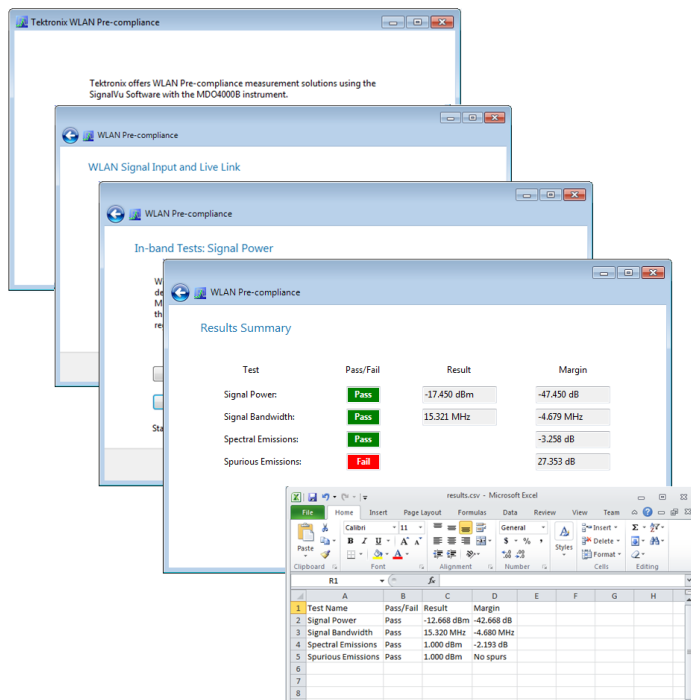 Tektronix WLAN Pre-compliance
Tektronix offers WLAN Pre-compliance measurement solutions using the
SignalVu Software with the MDO4000B instrument.
WLAN Pre-compliance
WLAN Signal Input and Live Link
WLAN Pre-compliance
In-band Tests: Signal Power
WLAN Pre-compliance
Results Summary
Test Pass/Fail Result Margin
Signal Power: Pass -17.450 dBm -47.450 dB
Signal Bandwidth: Pass 15.321 MHz -4.679 MHz
Spectral Emissions: Pass -3.258 dB
Spurious Emissions: Fail 27.353 dB
results.csv - Microsoft Excel
File Home Insert Page Layout Formulas Data Review View Team
Calibri 11 General Insert
Paste B I U A A $ % , Styles Delete
A Format
Clipboard Font Alignment Number Cells Editing
R1 fx
A B C D E F G H
1 Test Name Pass/Fail Result Margin
2 Signal Power Pass -12.668 dBm -42.668 dB
3 Signal Bandwidth Pass 15.320 MHz -4.680 MHz
4 Spectral Emissions Pass 1.000 dBm -2.193 dB
5 Spurious Emissions Pass 1.000 dBm No spurs
6
7
8